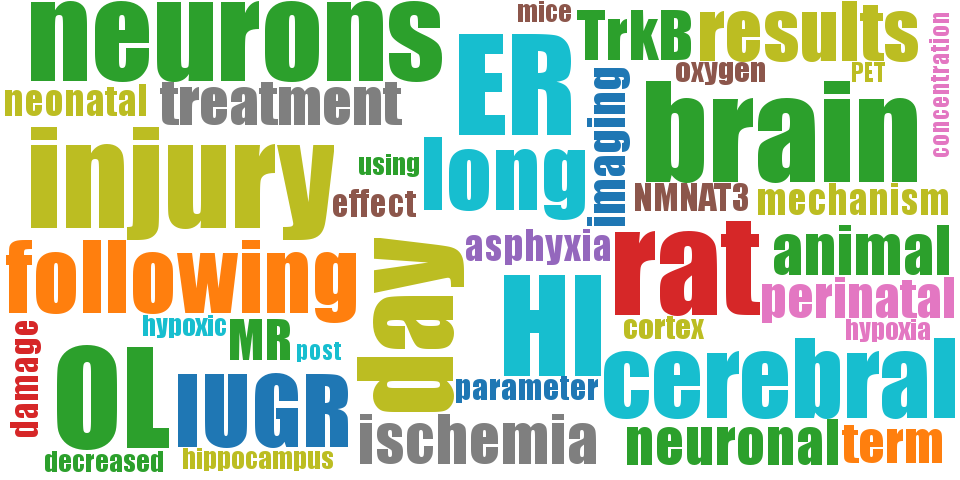 neurons
mice
TrkB
results
concentration
oxygen
PET
neonatal
treatment
ER
imaging
brain
injury
using
long
effect
NMNAT3
mechanism
following
day
asphyxia
rat
animal
perinatal
hypoxic
MR
post
HI
cortex
hypoxia
damage
OL
IUGR
parameter
cerebral
decreased
hippocampus
ischemia
neuronal
term